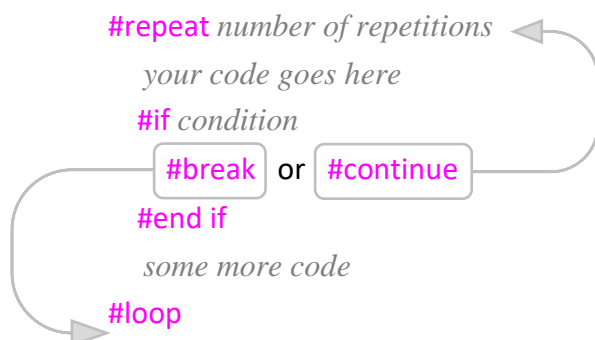 #repeat number of repetitions
your code goes here
#if condition
#break or #continue
#end if
some more code
#loop